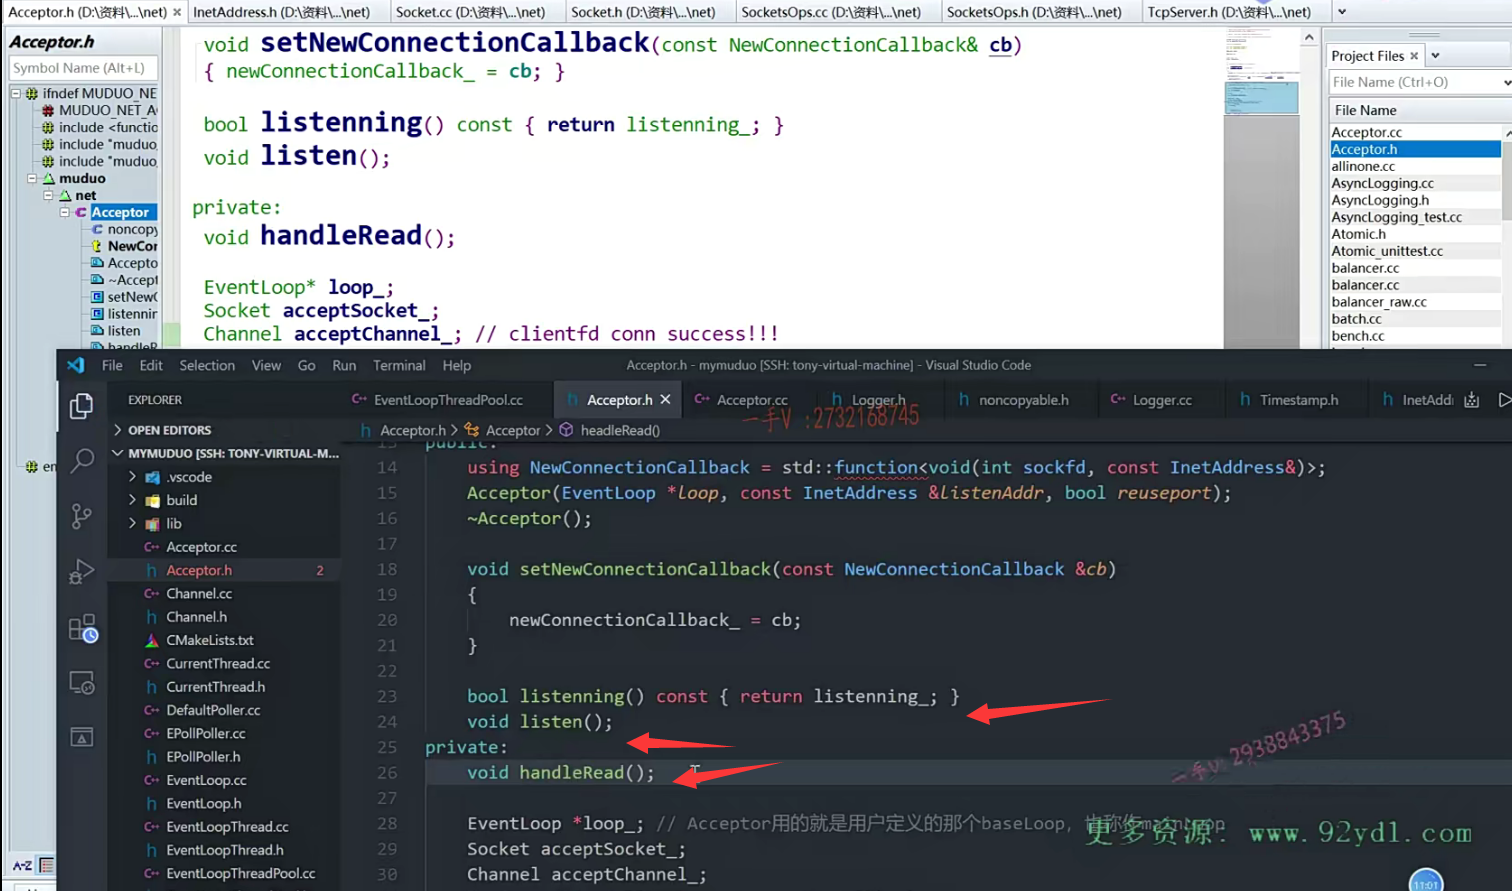 Acceptor.h (D:\资料\...\net) × InetAddress.h (D:\资料\...\net) Socket.cc (D:\资料\...\net) Socket.h (D:\资料\...\net) SocketsOps.cc (D:\资料\...\net) SocketsOps.h (D:\资料\...\net) TcpServer.h (D:\资料\...\net)
Acceptor.h
Symbol Name (Alt+L)
ifndef MUDUO_NE
MUDUO_NET_A
include <functio
include "muduo
include "muduo
muduo
net
Acceptor
noncopy
NewCor
Accepto
~Accept
setNewC
listennin
listen
handleR
en
void setNewConnectionCallback(const NewConnectionCallback& cb)
{ newConnectionCallback_ = cb; }
bool listenning() const { return listenning_; }
void listen();
private:
void handleRead();
EventLoop* loop_;
Socket acceptSocket_;
Channel acceptChannel_; // clientfd conn success!!!
Project Files ×
File Name (Ctrl+O)
File Name
Acceptor.cc
Acceptor.h
allinone.cc
AsyncLogging.cc
AsyncLogging.h
AsyncLogging_test.cc
Atomic.h
Atomic_unittest.cc
balancer.cc
balancer.cc
balancer_raw.cc
batch.cc
bench.cc
File Edit Selection View Go Run Terminal Help Acceptor.h - mymuduo [SSH: tony-virtual-machine] - Visual Studio Code
EXPLORER
OPEN EDITORS
MYMUDUO [SSH: TONY-VIRTUAL-M...
.vscode
build
lib
Acceptor.cc
Acceptor.h 2
Channel.cc
Channel.h
CMakeLists.txt
CurrentThread.cc
CurrentThread.h
DefaultPoller.cc
EPollPoller.cc
EPollPoller.h
EventLoop.cc
EventLoop.h
EventLoopThread.cc
EventLoopThread.h
EventLoopThreadPool.cc
A-Z
EventLoopThreadPool.cc Acceptor.h × Acceptor.cc Logger.h noncopyable.h Logger.cc Timestamp.h InetAdd
一手V :2732168745
Acceptor.h > Acceptor > headleRead()
13 public:
14 using NewConnectionCallback = std::function<void(int sockfd, const InetAddress&)>;
15 Acceptor(EventLoop *loop, const InetAddress &listenAddr, bool reuseport);
16 ~Acceptor();
17
18 void setNewConnectionCallback(const NewConnectionCallback &cb)
19 {
20 newConnectionCallback_ = cb;
21 }
22
23 bool listenning() const { return listenning_; }
24 void listen();
25 private:
26 void handleRead();
27
28 EventLoop *loop_; // Acceptor用的就是用户定义的那个baseLoop,
29 Socket acceptSocket_;
30 Channel acceptChannel_;
一手V: 2938843375
更多资源: www.92ydl.com
11:01